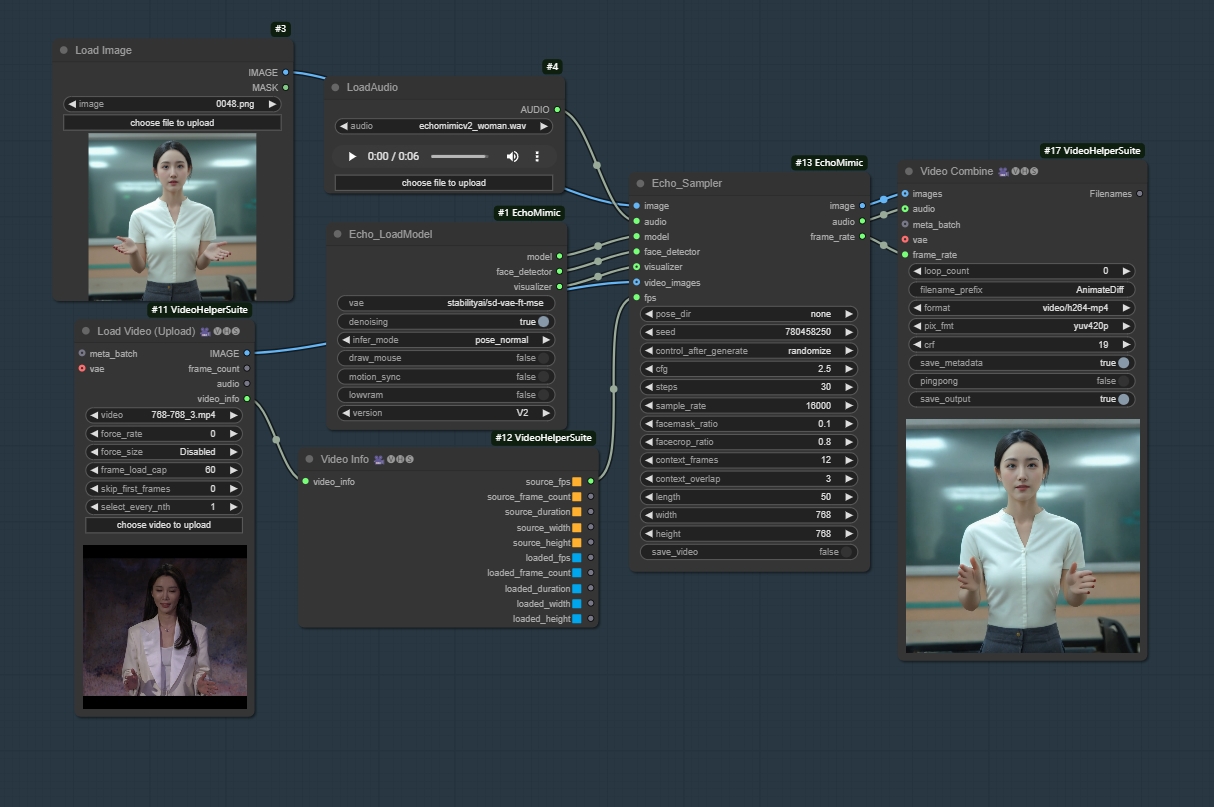 #3
Load Image
IMAGE
MASK
image 0048.png
choose file to upload
#4
LoadAudio
AUDIO
audio echomimicv2_woman.wav
0:00 / 0:06
choose file to upload
#1 EchoMimic
Echo_LoadModel
model
face_detector
visualizer
vae stabilityai/sd-vae-ft-mse
denoising true
infer_mode pose_normal
draw_mouse false
motion_sync false
lowvram false
version V2
#11 VideoHelperSuite
Load Video (Upload) VHS
meta_batch IMAGE
vae frame_count
audio
video_info
video 768-768_3.mp4
force_rate 0
force_size Disabled
frame_load_cap 60
skip_first_frames 0
select_every_nth 1
choose video to upload
#12 VideoHelperSuite
Video Info VHS
video_info source_fps
source_frame_count
source_duration
source_width
source_height
loaded_fps
loaded_frame_count
loaded_duration
loaded_width
loaded_height
#13 EchoMimic
Echo_Sampler
image image
audio audio
model frame_rate
face_detector
visualizer
video_images
fps
pose_dir none
seed 780458250
control_after_generate randomize
cfg 2.5
steps 30
sample_rate 16000
facemask_ratio 0.1
facecrop_ratio 0.8
context_frames 12
context_overlap 3
length 50
width 768
height 768
save_video false
#17 VideoHelperSuite
Video Combine VHS
images Filenames
audio
meta_batch
vae
frame_rate
loop_count 0
filename_prefix AnimateDiff
format video/h264-mp4
pix_fmt yuv420p
crf 19
save_metadata true
pingpong false
save_output true